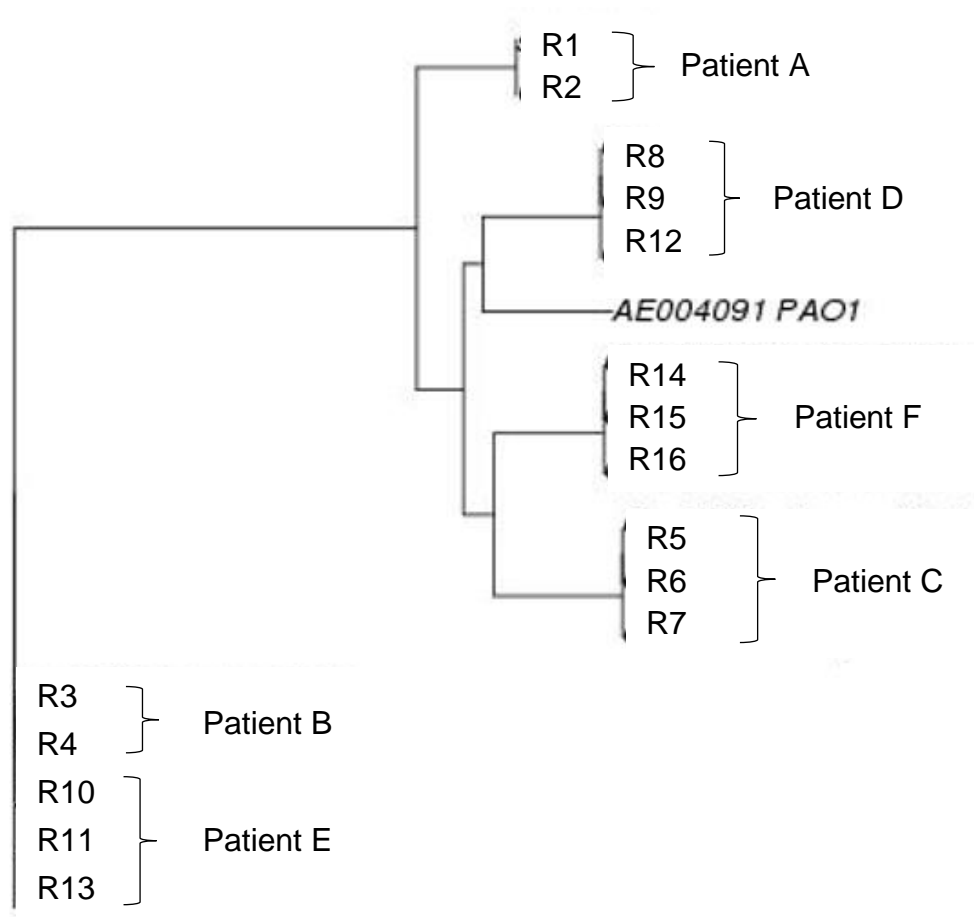 R1
R2
Patient A
R8
R9
R12
Patient D
AE004091 PAO1
R14
R15
R16
Patient F
R5
R6
R7
Patient C
R3
R4
Patient B
R10
R11
R13
Patient E